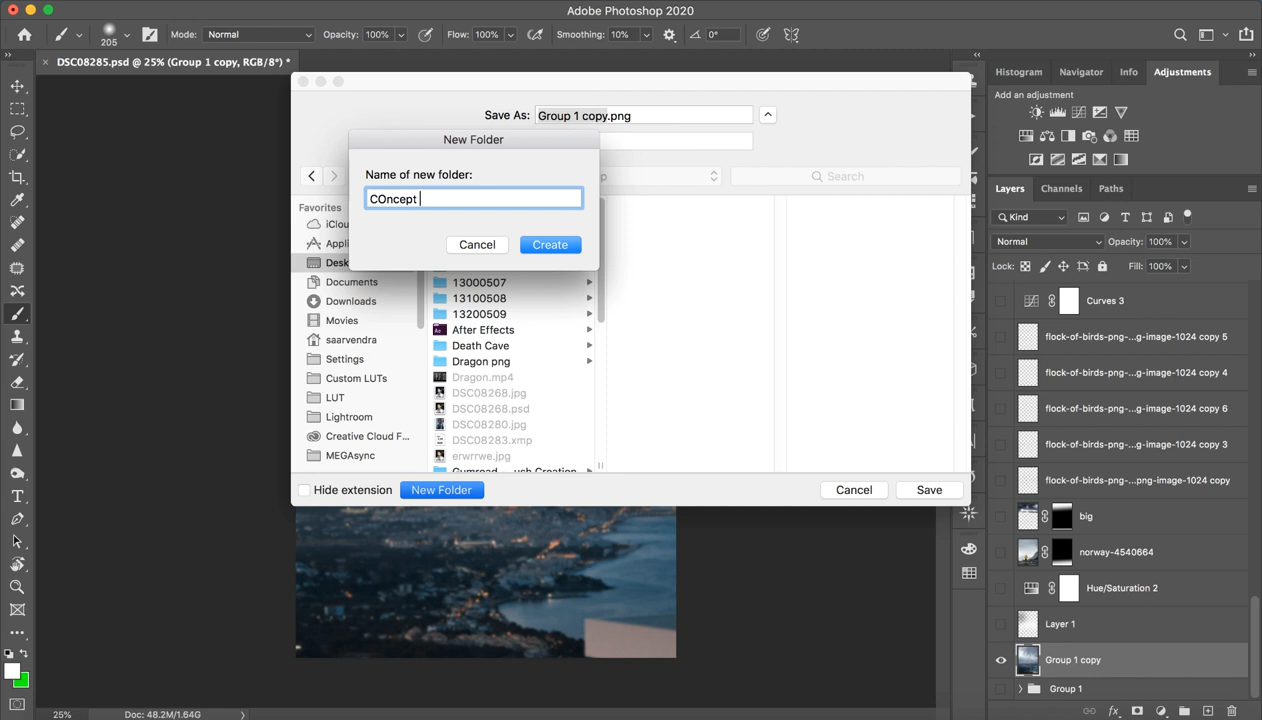 Adobe Photoshop 2020
205
Mode: Normal
Opacity: 100%
Flow: 100%
Smoothing: 10%
0°
DSC08285.psd @ 25% (Group 1 copy, RGB/8*) *
Save As: Group 1 copy.png
New Folder
Name of new folder:
COncept
Cancel
Create
Search
Favorites
iClou
Appli
Desk
Documents
Downloads
Movies
saarvendra
Settings
Custom LUTs
LUT
Lightroom
Creative Cloud F...
MEGAsync
13000507
13100508
13200509
After Effects
Death Cave
Dragon png
Dragon.mp4
DSC08268.jpg
DSC08268.psd
DSC08280.jpg
DSC08283.xmp
erwrrwe.jpg
Gumroad ...ush Creation
Hide extension
New Folder
Cancel
Save
Histogram
Navigator
Info
Adjustments
Add an adjustment
Layers
Channels
Paths
Kind
Normal
Opacity: 100%
Lock:
Fill: 100%
Curves 3
flock-of-birds-png-...g-image-1024 copy 5
flock-of-birds-png-...g-image-1024 copy 4
flock-of-birds-png-...g-image-1024 copy 6
flock-of-birds-png-...g-image-1024 copy 3
flock-of-birds-png-...png-image-1024 copy
big
norway-4540664
Hue/Saturation 2
Layer 1
Group 1 copy
Group 1
25%
Doc: 48.2M/1.64G